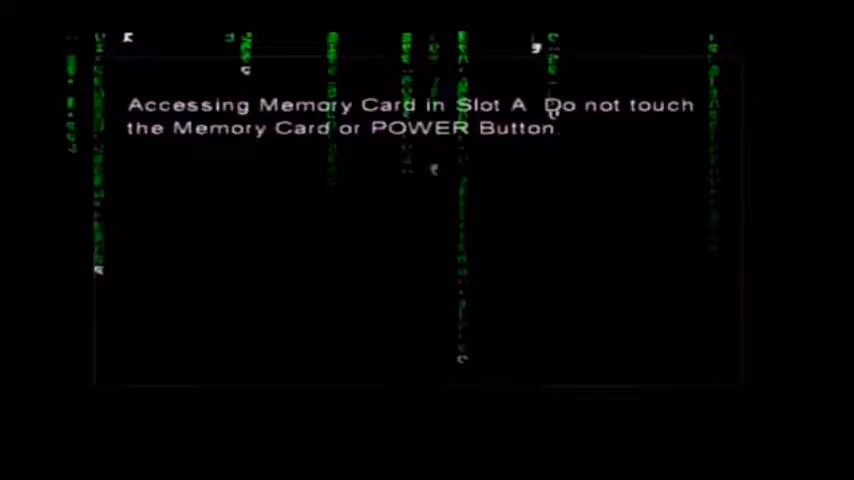 Accessing Memory Card in Slot A. Do not touch
the Memory Card or POWER Button.